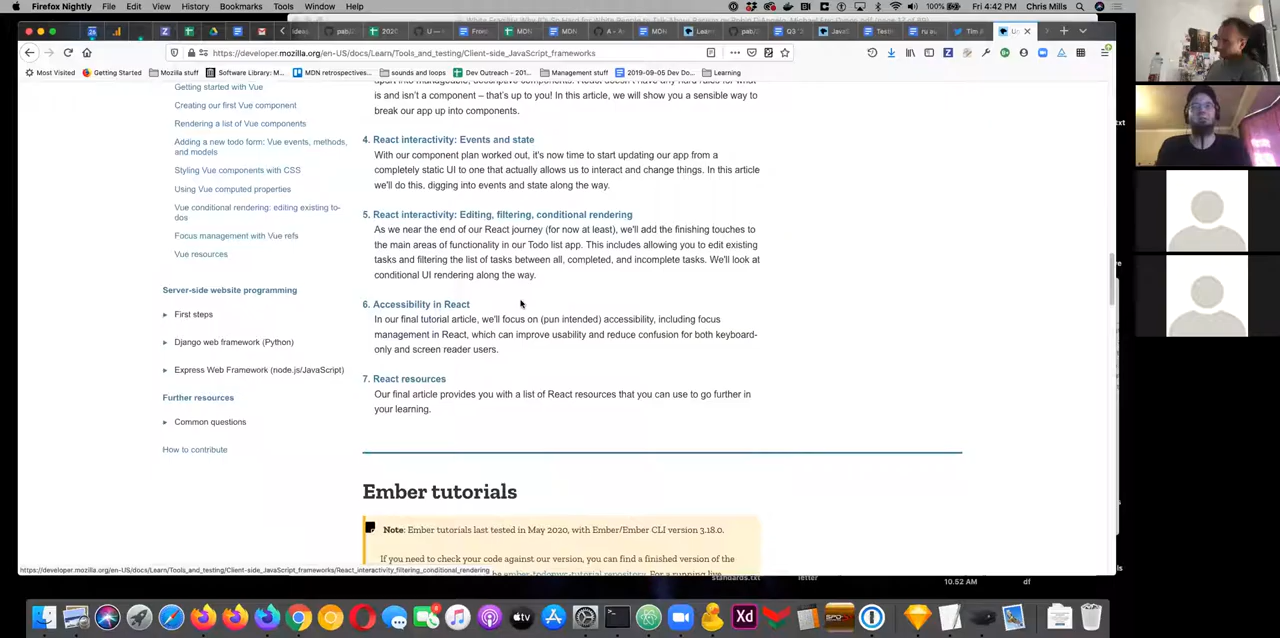 Firefox Nightly File Edit View History Bookmarks Tools Window Help
100% Fri 4:42 PM Chris Mills
https://developer.mozilla.org/en-US/docs/Learn/Tools_and_testing/Client-side_JavaScript_frameworks
Most Visited Getting Started Mozilla stuff Software Library: M... MDN retrospectives... sounds and loops Dev Outreach - 201... Management stuff 2019-09-05 Dev Do... Learning
Getting started with Vue
Creating our first Vue component
Rendering a list of Vue components
Adding a new todo form: Vue events, methods,
and models
Styling Vue components with CSS
Using Vue computed properties
Vue conditional rendering: editing existing to-
dos
Focus management with Vue refs
Vue resources
Server-side website programming
First steps
Django web framework (Python)
Express Web Framework (node.js/JavaScript)
Further resources
Common questions
How to contribute
is and isn't a component – that's up to you! In this article, we will show you a sensible way to
break our app up into components.
4. React interactivity: Events and state
With our component plan worked out, it's now time to start updating our app from a
completely static UI to one that actually allows us to interact and change things. In this article
we'll do this, digging into events and state along the way.
5. React interactivity: Editing, filtering, conditional rendering
As we near the end of our React journey (for now at least), we'll add the finishing touches to
the main areas of functionality in our Todo list app. This includes allowing you to edit existing
tasks and filtering the list of tasks between all, completed, and incomplete tasks. We'll look at
conditional UI rendering along the way.
6. Accessibility in React
In our final tutorial article, we'll focus on (pun intended) accessibility, including focus
management in React, which can improve usability and reduce confusion for both keyboard-
only and screen reader users.
7. React resources
Our final article provides you with a list of React resources that you can use to go further in
your learning.
Ember tutorials
Note: Ember tutorials last tested in May 2020, with Ember/Ember CLI version 3.18.0.
If you need to check your code against our version, you can find a finished version of the
https://developer.mozilla.org/en-US/docs/Learn/Tools_and_testing/Client-side_JavaScript_frameworks/React_interactivity_filtering_conditional_rendering
standards.txt letter 10.52 AM df
tv
Xd